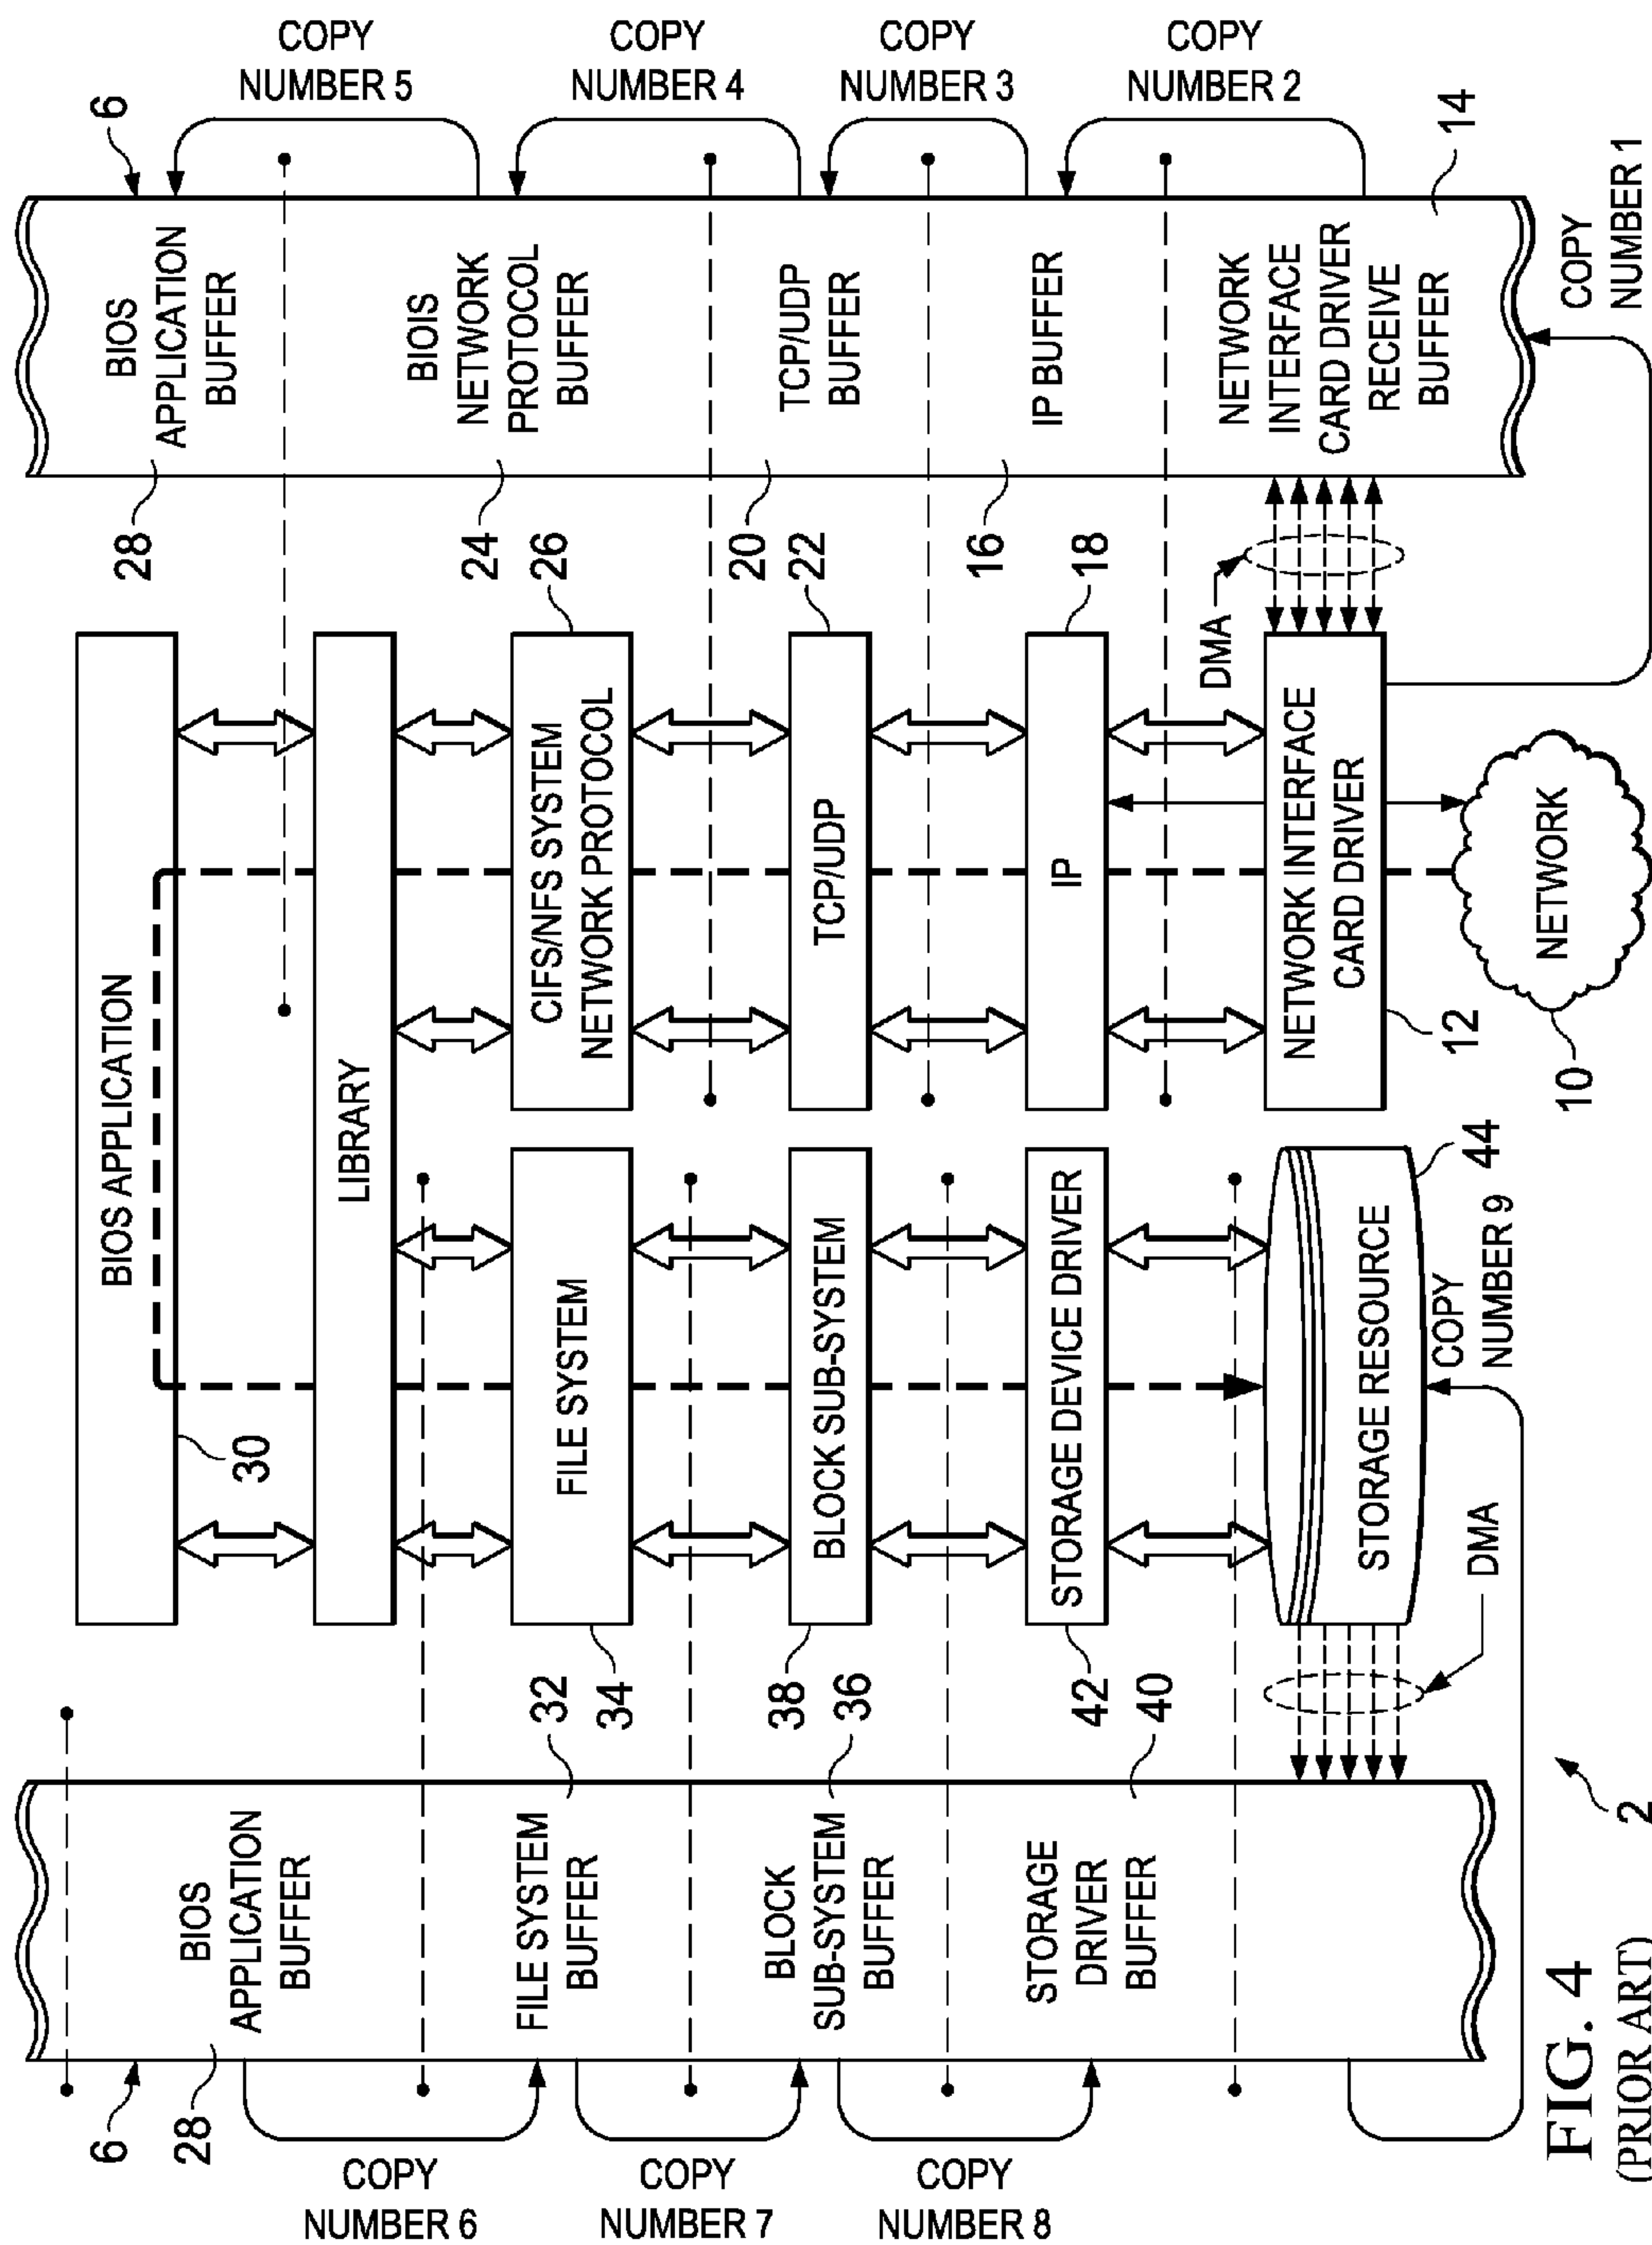 COPY
NUMBER 5
COPY
NUMBER 4
COPY
NUMBER 3
COPY
NUMBER 2
6
14
BIOS
APPLICATION
BUFFER
BIOIS
NETWORK
PROTOCOL
BUFFER
TCP/UDP
BUFFER
IP BUFFER
NETWORK
INTERFACE
CARD DRIVER
RECEIVE
BUFFER
COPY
NUMBER 1
28
24
26
20
22
16
18
DMA
BIOS APPLICATION
LIBRARY
CIFS/NFS SYSTEM
NETWORK PROTOCOL
TCP/UDP
IP
NETWORK INTERFACE
CARD DRIVER
NETWORK
12
10
30
FILE SYSTEM
BLOCK SUB-SYSTEM
STORAGE DEVICE DRIVER
STORAGE RESOURCE
44
COPY
NUMBER 9
DMA
32
34
38
36
42
40
BIOS
APPLICATION
BUFFER
FILE SYSTEM
BUFFER
BLOCK
SUB-SYSTEM
BUFFER
STORAGE
DRIVER
BUFFER
2
6
28
COPY
NUMBER 6
COPY
NUMBER 7
COPY
NUMBER 8
FIG. 4
(PRIOR ART)